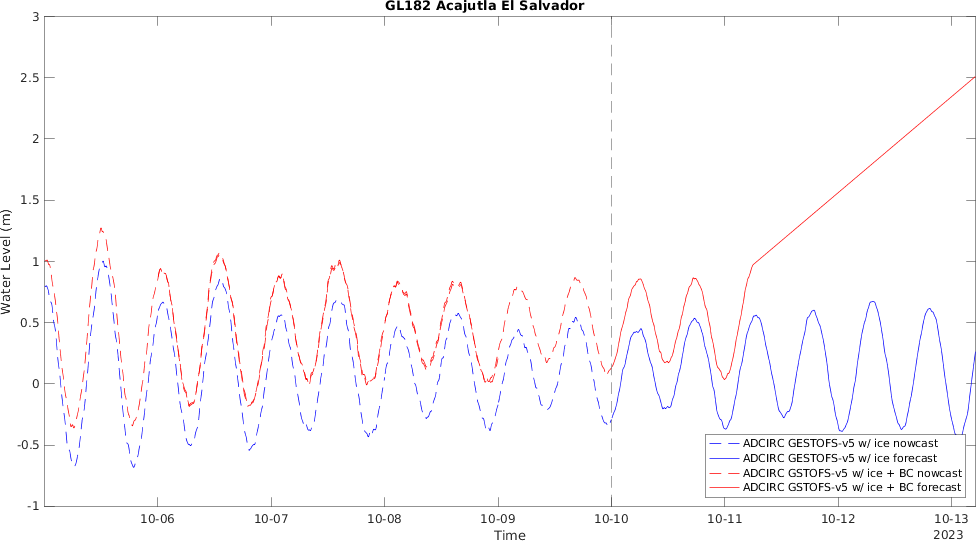 GL182 Acajutla El Salvador
3
2.5
2
1.5
1
0.5
0
-0.5
-1
Water Level (m)
ADCIRC GESTOFS-v5 w/ ice nowcast
ADCIRC GESTOFS-v5 w/ ice forecast
ADCIRC GSTOFS-v5 w/ ice + BC nowcast
ADCIRC GSTOFS-v5 w/ ice + BC forecast
10-06 10-07 10-08 10-09 10-10 10-11 10-12 10-13
Time
2023